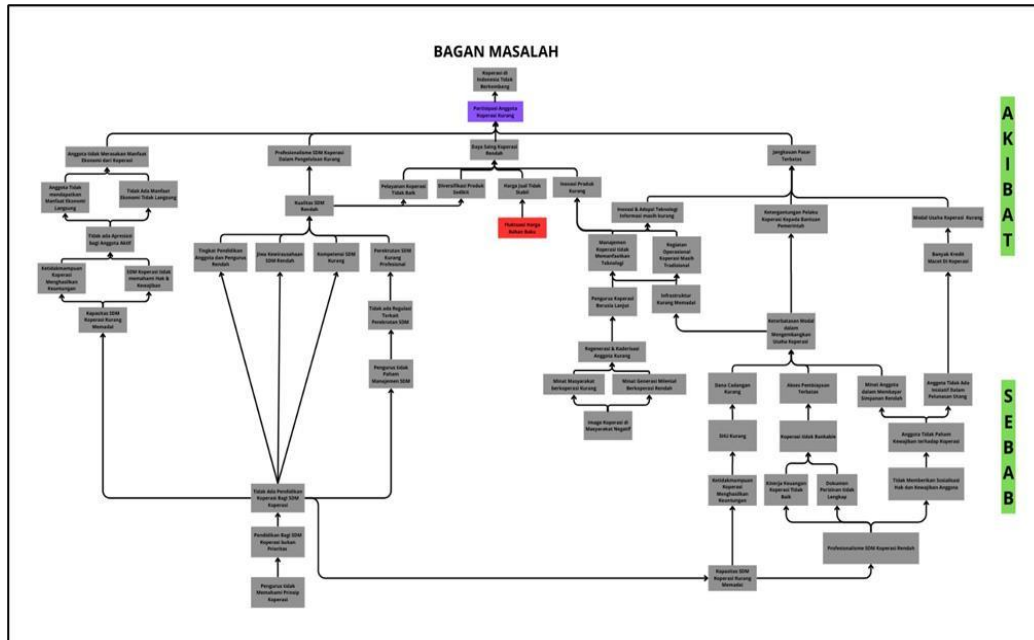 BAGAN MASALAH
Koperasi di
Indonesia Tidak
Berkembang
Partisipasi Anggota
Koperasi Kurang
Anggota tidak Merasakan Manfaat
Ekonomi dari Koperasi
Profesionalisme SDM Koperasi
Dalam Pengelolaan Kurang
Daya Saing Koperasi
Rendah
Jangkauan Pasar
Terbatas
Anggota Tidak
mendapatkan
Manfaat Ekonomi
Langsung
Tidak Ada Manfaat
Ekonomi Tidak Langsung
Kualitas SDM
Rendah
Pelayanan Koperasi
Tidak Baik
Diversifikasi Produk
Sedikit
Harga Jual Tidak
Stabil
Inovasi Produk
Kurang
Inovasi & Adopsi Teknologi
Informasi masih kurang
Ketergantungan Pelaku
Koperasi Kepada Bantuan
Pemerintah
Modal Usaha Koperasi Kurang
Fluktuasi Harga
Bahan Baku
Tidak ada Apresiasi
bagi Anggota Aktif
Tingkat Pendidikan
Anggota dan Pengurus
Rendah
Jiwa Kewirausahaan
SDM Rendah
Kompetensi SDM
Kurang
Perekrutan SDM
Kurang
Profesional
Manajemen
Koperasi tidak
Memanfaatkan
Teknologi
Kegiatan
Operasional
Koperasi Masih
Tradisional
Banyak Kredit
Macet Di Koperasi
Ketidakmampuan
Koperasi
Menghasilkan
Keuntungan
SDM Koperasi tidak
memahami Hak &
Kewajiban
Kapasitas SDM
Koperasi Kurang
Memadai
Tidak ada Regulasi
Terkait
Perekrutan SDM
Pengurus Koperasi
Berusia Lanjut
Infrastruktur
Kurang Memadai
Keterbatasan Modal
dalam
Mengembangkan
Usaha Koperasi
Pengurus tidak
Paham
Manajemen SDM
Regenerasi & Kaderisasi
Anggota Kurang
Minat Masyarakat
berkoperasi Kurang
Minat Generasi Milenial
Berkoperasi Rendah
Image Koperasi di
Masyarakat Negatif
Dana Cadangan
Kurang
Akses Pembiayaan
Terbatas
Minat Anggota
dalam Membayar
Simpanan Rendah
Anggota Tidak Ada
Inisiatif Dalam
Pelunasan Utang
SHU Kurang
Koperasi tidak Bankable
Anggota Tidak Paham
Kewajiban terhadap Koperasi
Ketidakmampuan
Koperasi
Menghasilkan
Keuntungan
Kinerja Keuangan
Koperasi Tidak
Baik
Dokumen
Perizinan tidak
Lengkap
Tidak Memberikan Sosialisasi
Hak dan Kewajiban Anggota
Tidak Ada Pendidikan
Koperasi Bagi SDM
Koperasi
Pendidikan Bagi SDM
Koperasi Bukan
Prioritas
Pengurus tidak
Memahami Prinsip
Koperasi
Kapasitas SDM
Koperasi Kurang
Memadai
Profesionalisme SDM Koperasi Rendah
AKIBAT
SEBAB